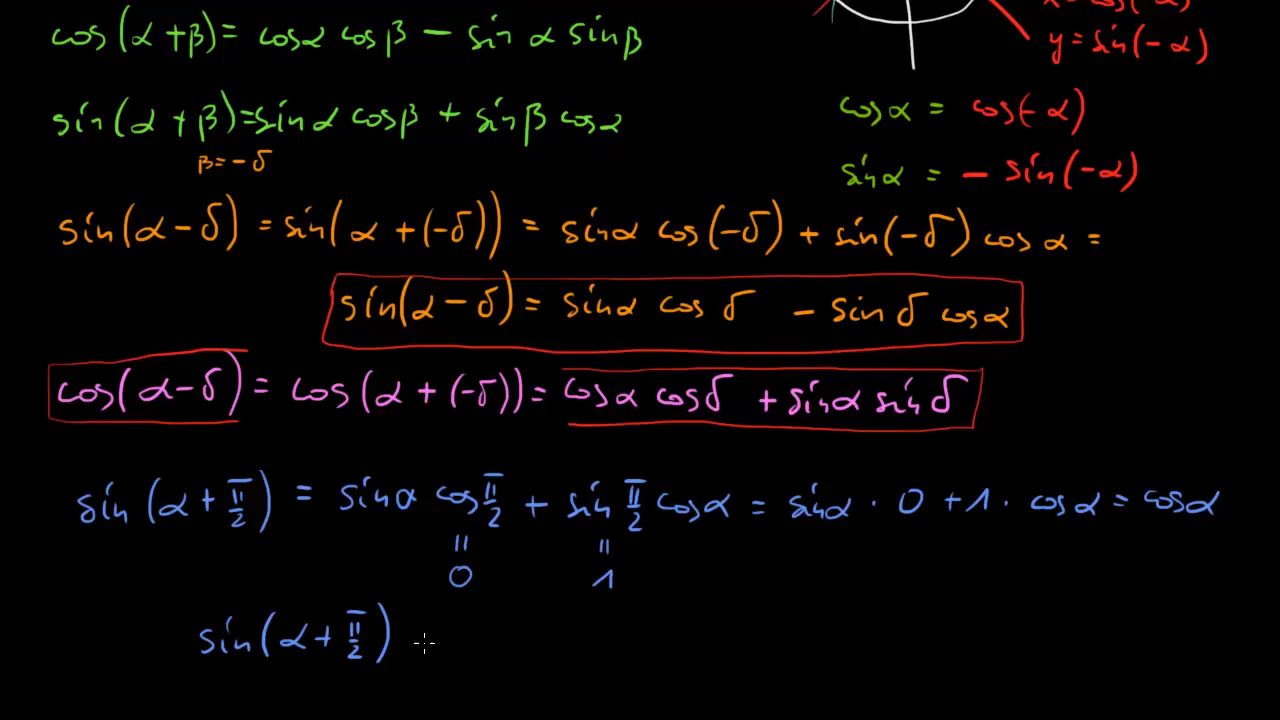 cos(α+β)= cosα cosβ − sin α sinβ
y=sin(−α)
sin(α+β)=sinα cosβ + sinβ cosα
β=−δ
cosα = cos(−α)
sinα = − sin(−α)
sin(α−δ) = sin(α+(−δ)) = sinα cos(−δ) + sin(−δ) cosα =
sin(α−δ) = sinα cos δ − sin δ cosα
cos(α−δ) = cos(α+(−δ)) = cosα cosδ + sinα sin δ
sin(α+π/2) = sinα cos π/2 + sin π/2 cosα = sinα · 0 + 1 · cosα = cosα
= =
0 1
sin(α+π/2)